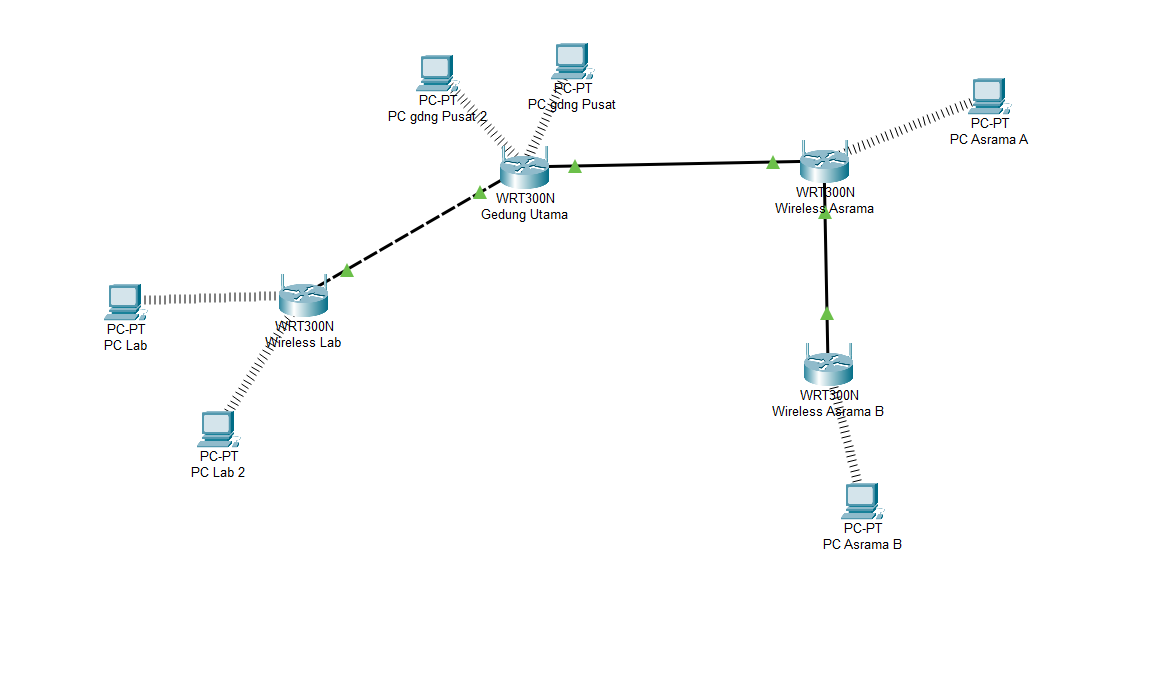 PC-PT
PC gdng Pusat 2
PC-PT
PC gdng Pusat
PC-PT
PC Asrama A
WRT300N
Gedung Utama
WRT300N
Wireless Asrama
PC-PT
PC Lab
WRT300N
Wireless Lab
WRT300N
Wireless Asrama B
PC-PT
PC Lab 2
PC-PT
PC Asrama B